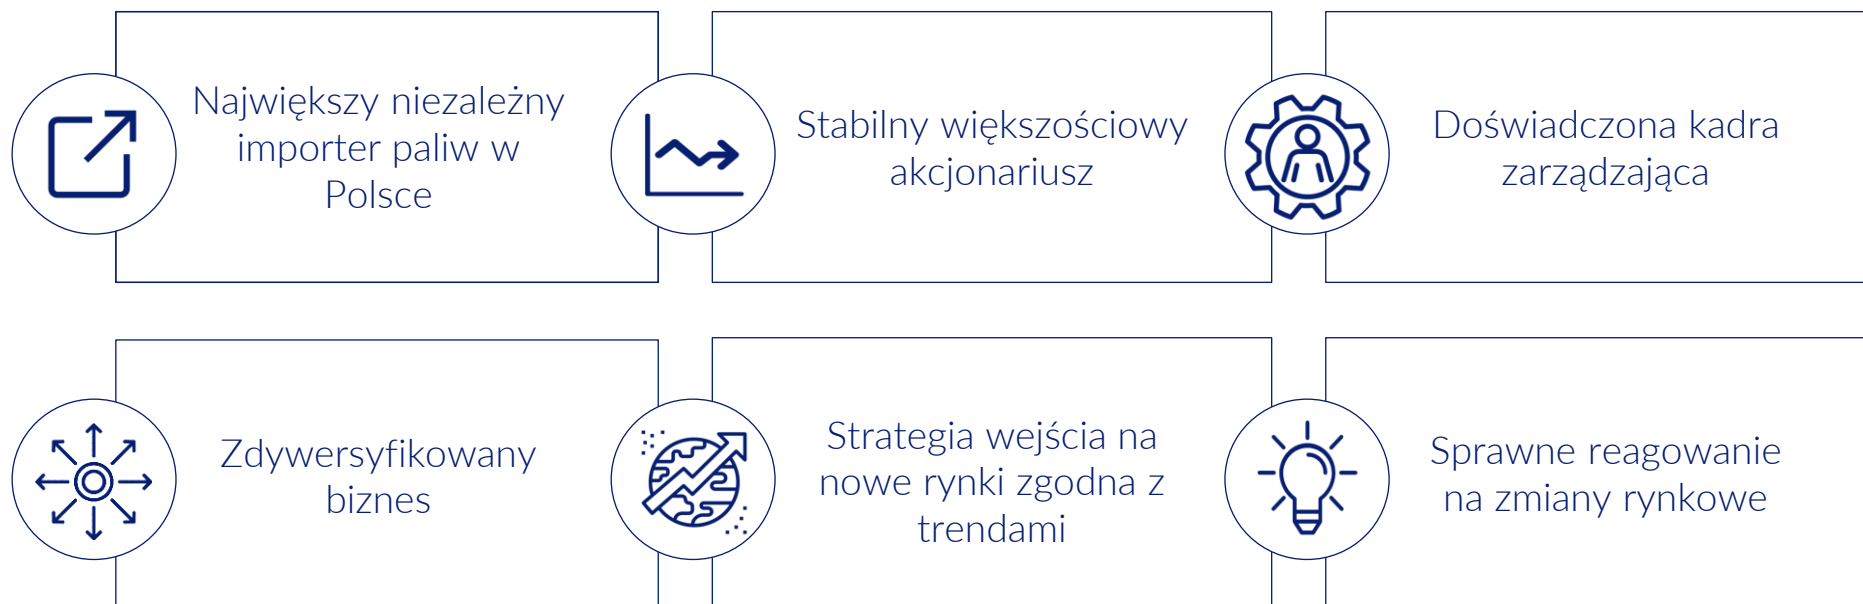 Największy niezależny
importer paliw w
Polsce
Stabilny większościowy
akcjonariusz
Doświadczona kadra
zarządzająca
Zdywersyfikowany
biznes
Strategia wejścia na
nowe rynki zgodna z
trendami
Sprawne reagowanie
na zmiany rynkowe